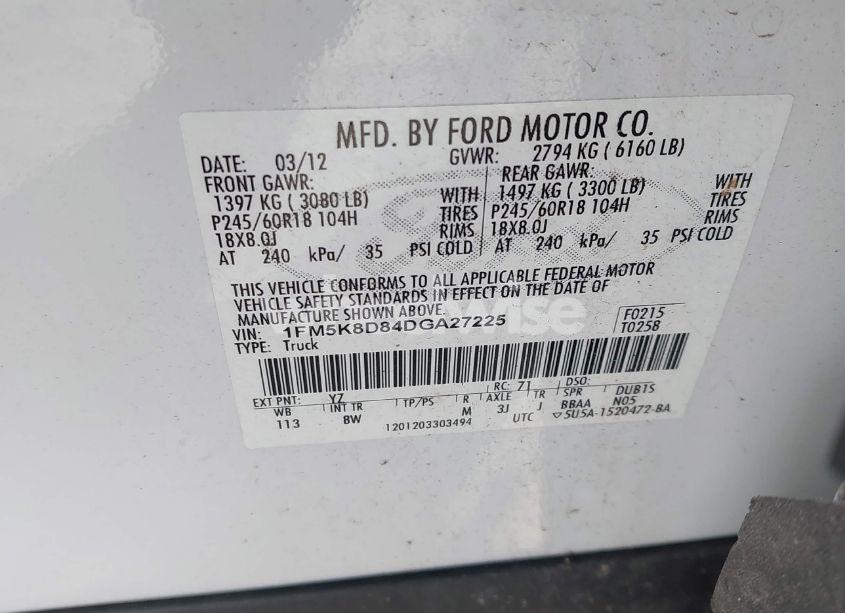 MFD. BY FORD MOTOR CO.
DATE: 03/12 GVWR: 2794 KG ( 6160 LB)
FRONT GAWR: REAR GAWR:
1397 KG ( 3080 LB) WITH 1497 KG ( 3300 LB) WITH
P245/60R18 104H TIRES P245/60R18 104H TIRES
18X8.0J RIMS 18X8.0J RIMS
AT 240 kPa/ 35 PSI COLD AT 240 kPa/ 35 PSI COLD
THIS VEHICLE CONFORMS TO ALL APPLICABLE FEDERAL MOTOR
VEHICLE SAFETY STANDARDS IN EFFECT ON THE DATE OF
MANUFACTURE SHOWN ABOVE.
VIN: 1FM5K8D84DGA27225 F0215
TYPE: Truck T0258
EXT PNT: YZ RC: 71 DSO:
WB INT TR TP/PS R AXLE TR SPR DUB1S
113 BW M 3J J BBAA N05
1201203303494 UTC ▽5U5A-1520472-BA